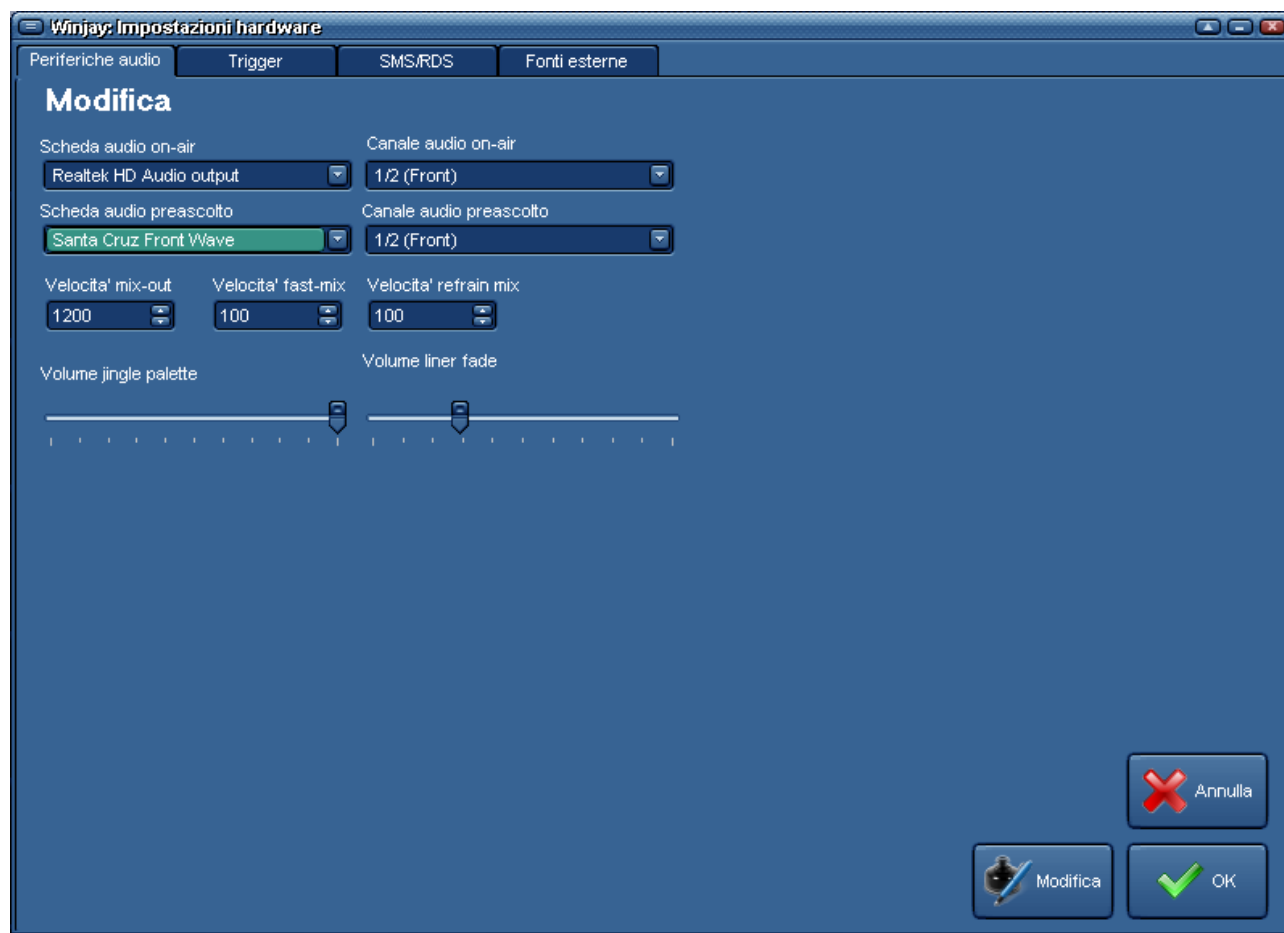 Winjay: Impostazioni hardware
Periferiche audio Trigger SMS/RDS Fonti esterne
Modifica
Scheda audio on-air Canale audio on-air
Realtek HD Audio output 1/2 (Front)
Scheda audio preascolto Canale audio preascolto
Santa Cruz Front Wave 1/2 (Front)
Velocita' mix-out Velocita' fast-mix Velocita' refrain mix
1200 100 100
Volume jingle palette Volume liner fade
Annulla
Modifica OK